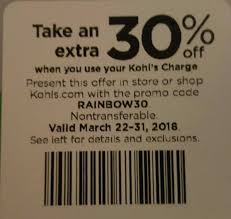 Take an
extra 30% off
when you use your Kohl's Charge
Present this offer in store or shop
Kohls.com with the promo code
RAINBOW30
Nontransferable.
Valid March 22-31, 2018.
See left for details and exclusions.